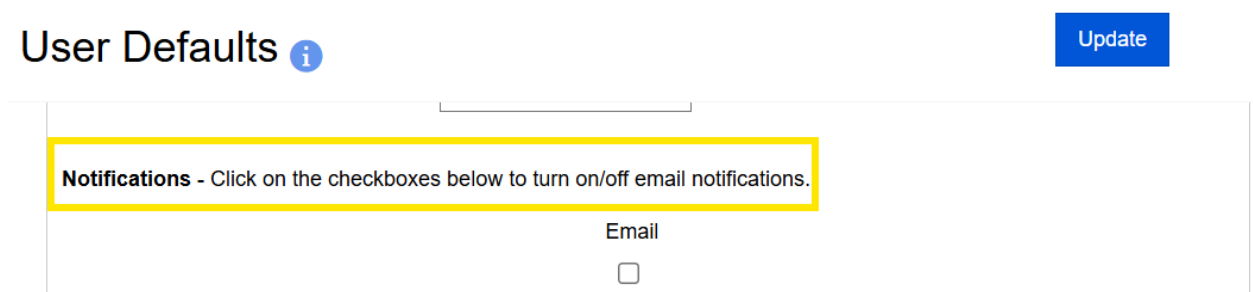 User Defaults i
Update
Notifications - Click on the checkboxes below to turn on/off email notifications.
Email